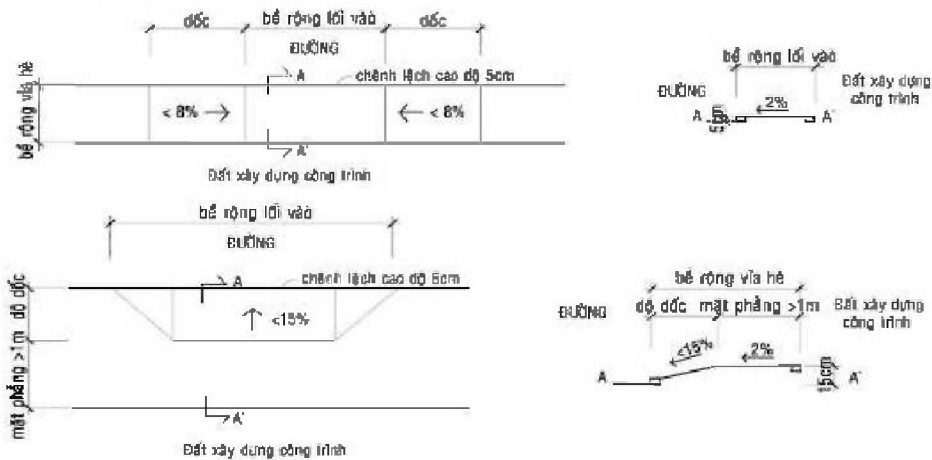 dốc
bề rộng lối vào
dốc
ĐƯỜNG
A
chênh lệch cao độ 5cm
bề rộng vỉa hè
< 8%
< 8%
A'
Đất xây dựng công trình
bề rộng lối vào
ĐƯỜNG
Đất xây dựng công trình
A
2%
A'
bề rộng lối vào
ĐƯỜNG
A
chênh lệch cao độ 5cm
mặt phẳng >1m
độ dốc
<15%
A'
Đất xây dựng công trình
bề rộng vỉa hè
ĐƯỜNG
độ dốc
mặt phẳng >1m
Đất xây dựng
công trình
<15%
2%
A
15cm
A'